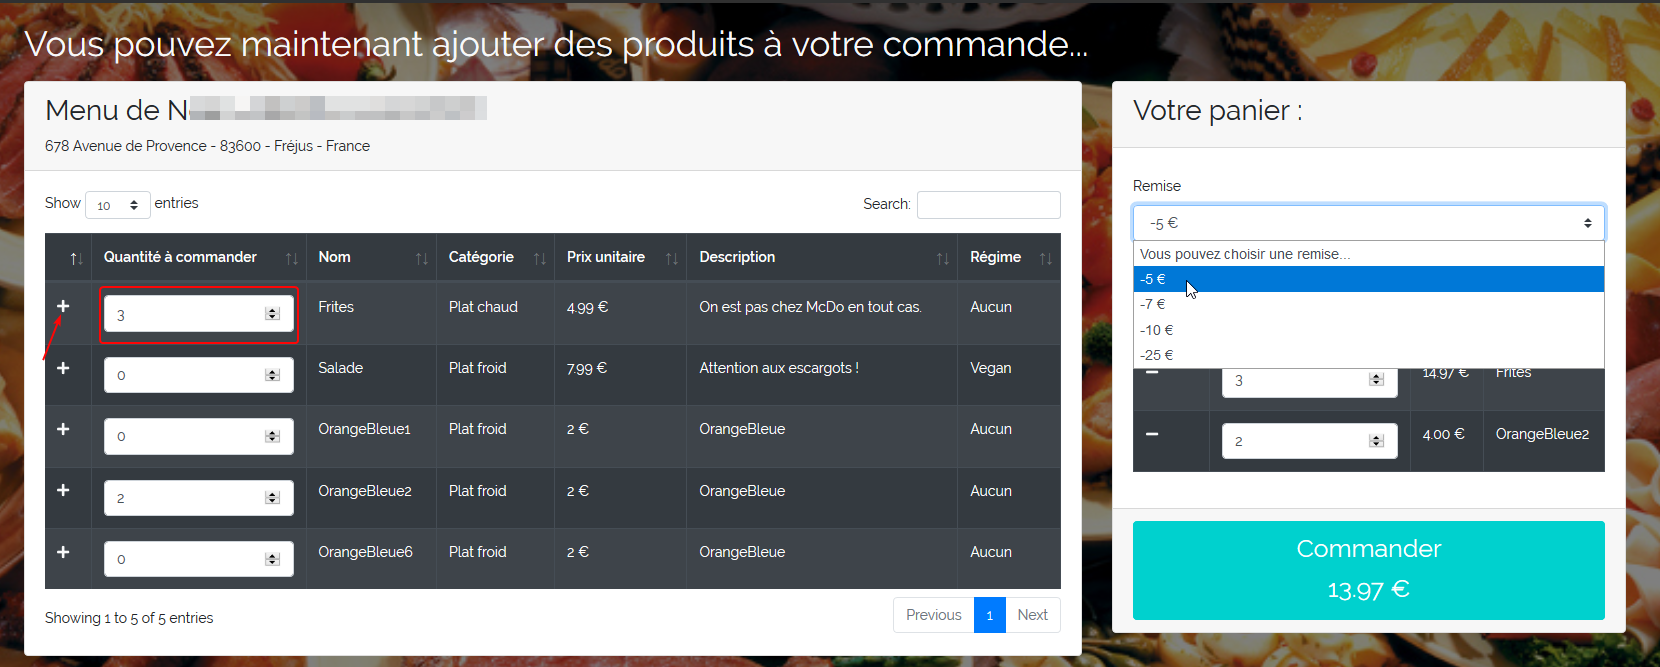 Vous pouvez maintenant ajouter des produits à votre commande...
Menu de N
678 Avenue de Provence - 83600 - Fréjus - France
Show 10 entries
Search:
Quantité à commander Nom Catégorie Prix unitaire Description Régime
3 Frites Plat chaud 4.99 € On est pas chez McDo en tout cas. Aucun
0 Salade Plat froid 7.99 € Attention aux escargots ! Vegan
0 OrangeBleue1 Plat froid 2 € OrangeBleue Aucun
2 OrangeBleue2 Plat froid 2 € OrangeBleue Aucun
0 OrangeBleue6 Plat froid 2 € OrangeBleue Aucun
Showing 1 to 5 of 5 entries
Previous 1 Next
Votre panier :
Remise
-5 €
Vous pouvez choisir une remise...
-5 €
-7 €
-10 €
-25 €
3 14.97 € Frites
2 4.00 € OrangeBleue2
Commander
13.97 €